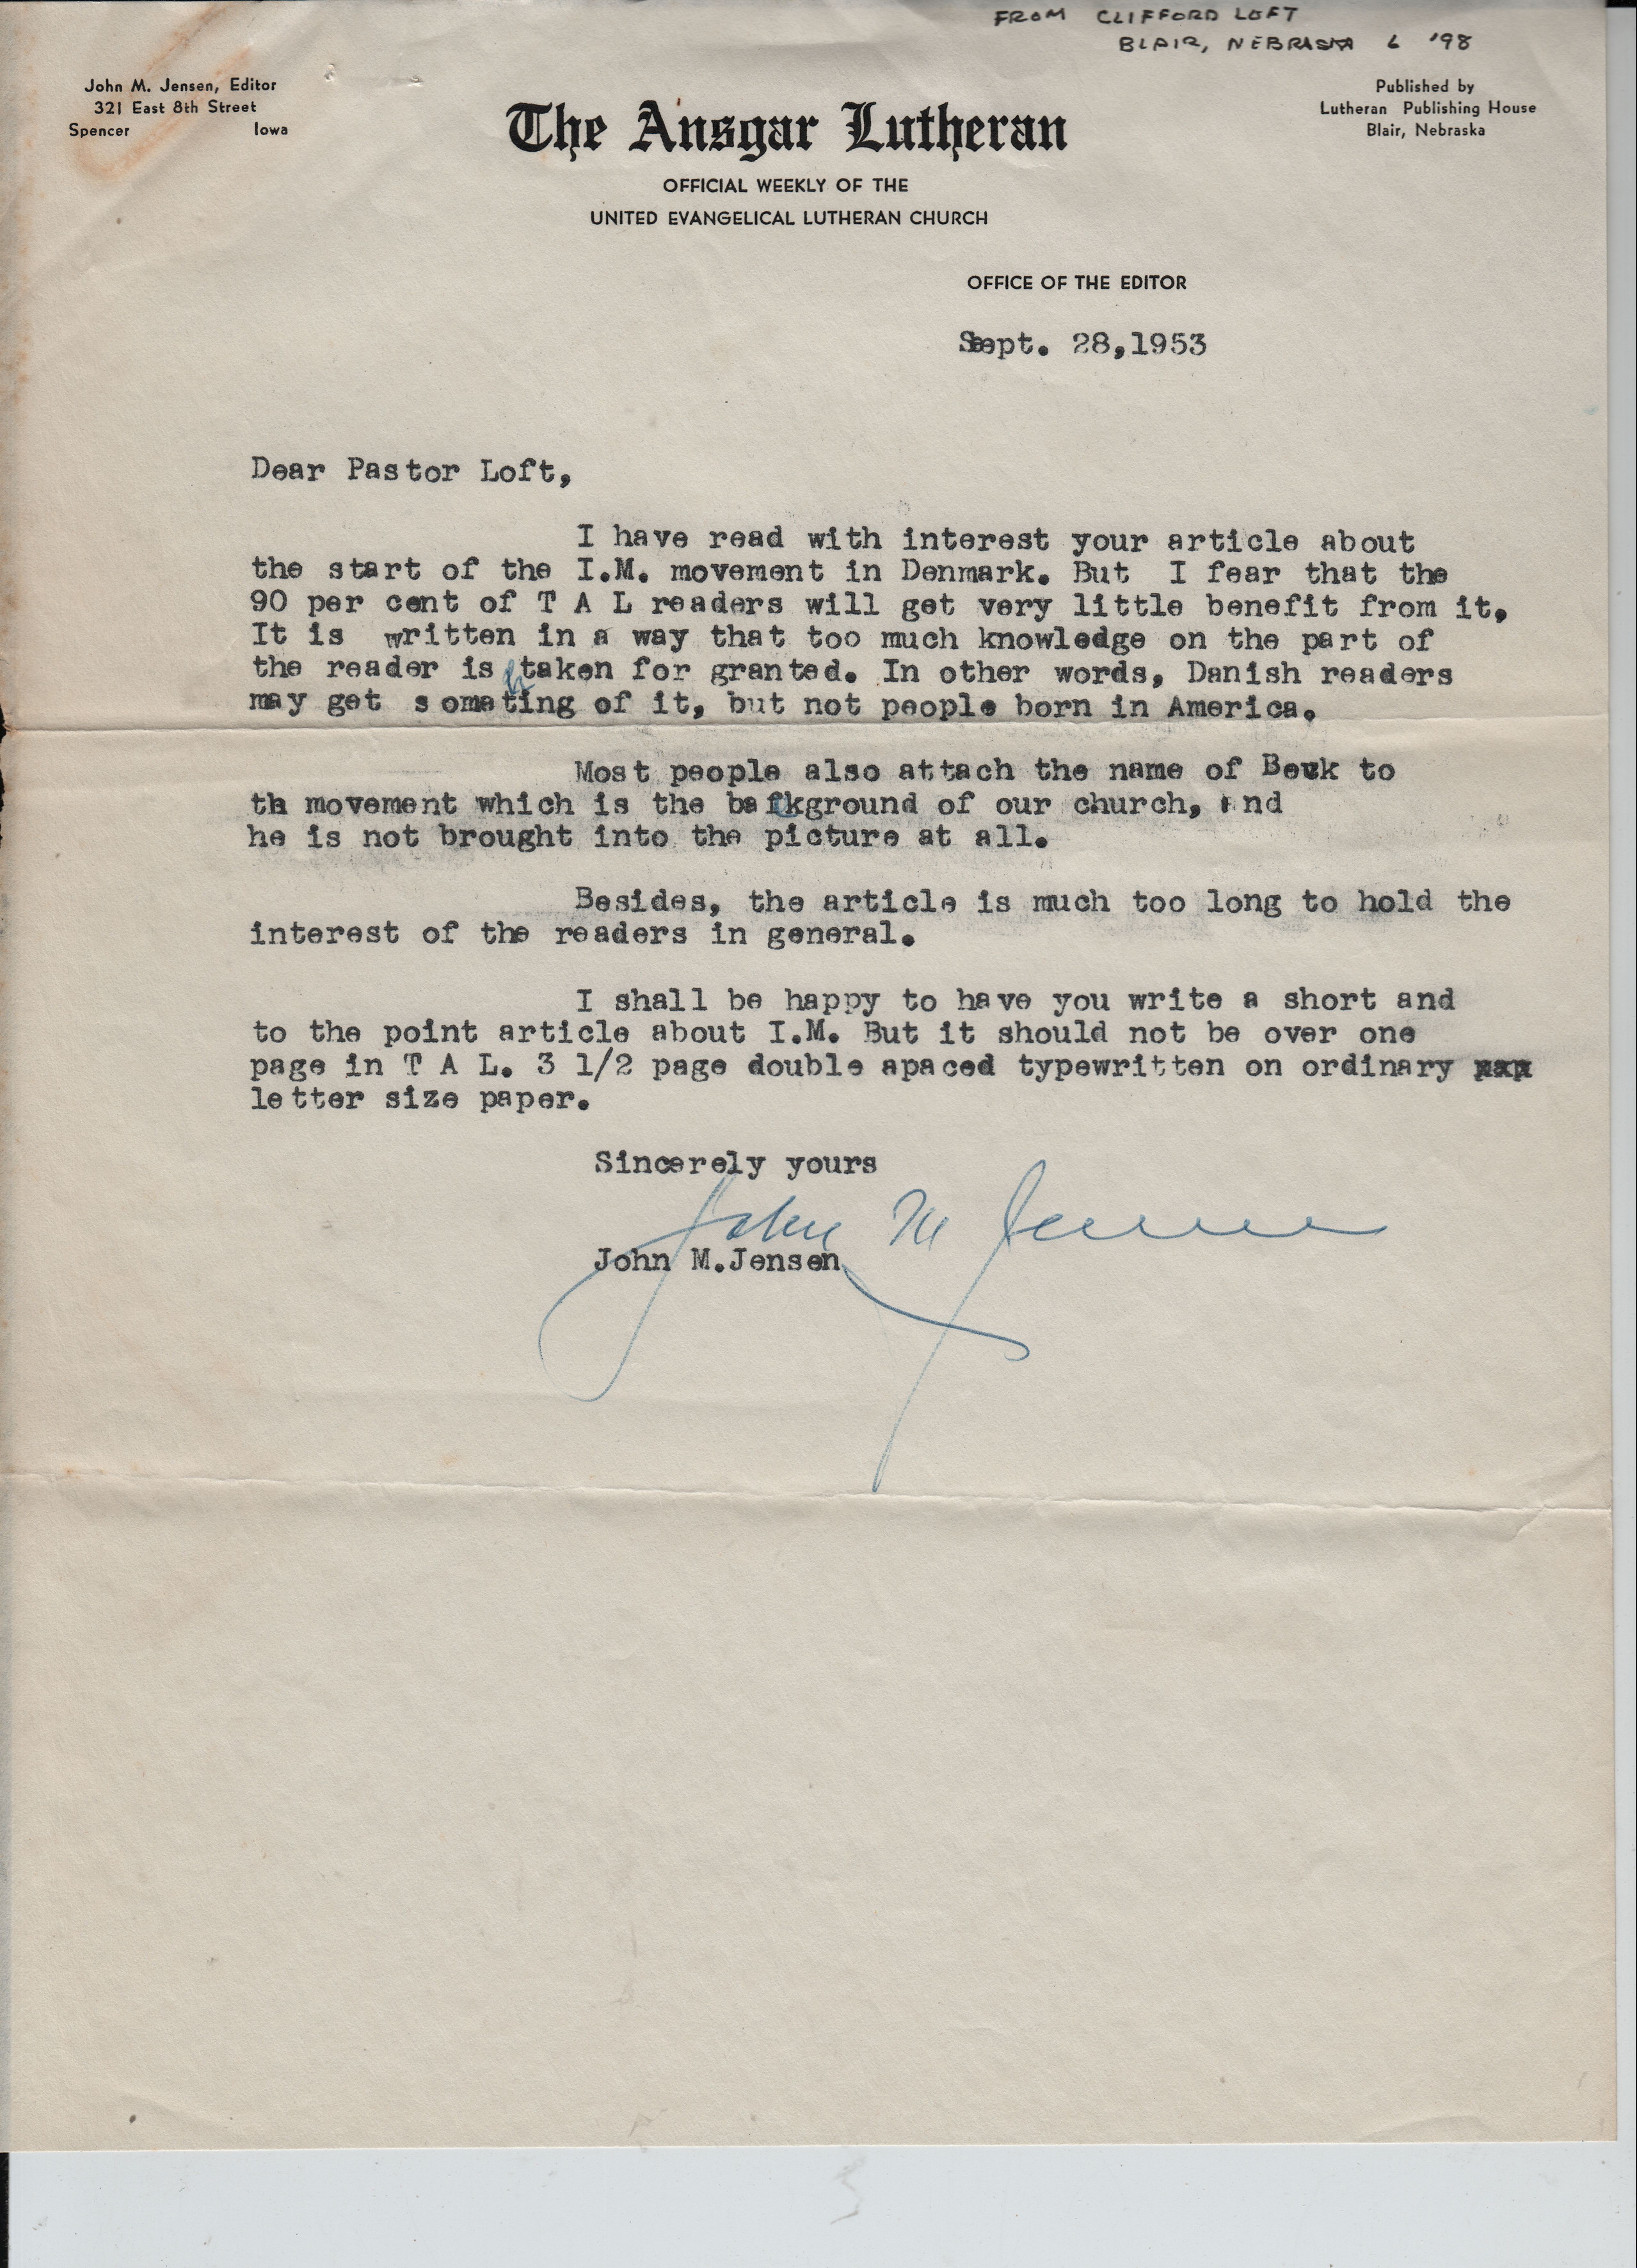 FROM CLIFFORD LOFT
BLAIR, NEBRASKA 6 '98
John M. Jensen, Editor
321 East 8th Street
Spencer Iowa
The Ansgar Lutheran
OFFICIAL WEEKLY OF THE
UNITED EVANGELICAL LUTHERAN CHURCH
Published by
Lutheran Publishing House
Blair, Nebraska
OFFICE OF THE EDITOR
Sept. 28,1953
Dear Pastor Loft,
I have read with interest your article about
the start of the I.M. movement in Denmark. But I fear that the
90 per cent of T A L readers will get very little benefit from it.
It is written in a way that too much knowledge on the part of
the reader is taken for granted. In other words, Danish readers
may get someting of it, but not people born in America.
Most people also attach the name of Beck to
th movement which is the background of our church, and
he is not brought into the picture at all.
Besides, the article is much too long to hold the
interest of the readers in general.
I shall be happy to have you write a short and
to the point article about I.M. But it should not be over one
page in T A L. 3 1/2 page double apaced typewritten on ordinary
letter size paper.
Sincerely yours
John M Jensen
John M.Jensen